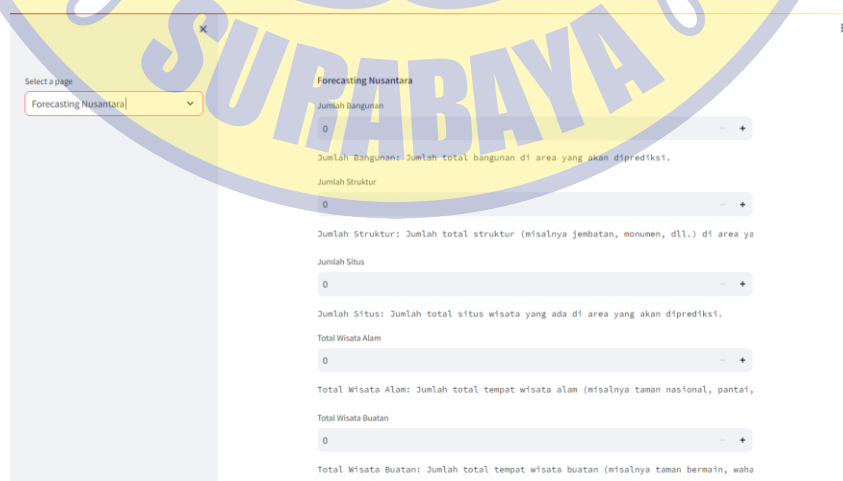 SURABAYA
Select a page
Forecasting Nusantara
Forecasting Nusantara
Jumlah Bangunan
0
Jumlah Bangunan: Jumlah total bangunan di area yang akan diprediksi.
Jumlah Struktur
0
Jumlah Struktur: Jumlah total struktur (misalnya jembatan, monumen, dll.) di area ya
Jumlah Situs
0
Jumlah Situs: Jumlah total situs wisata yang ada di area yang akan diprediksi.
Total Wisata Alam
0
Total Wisata Alam: Jumlah total tempat wisata alam (misalnya taman nasional, pantai,
Total Wisata Buatan
0
Total Wisata Buatan: Jumlah total tempat wisata buatan (misalnya taman bermain, waha